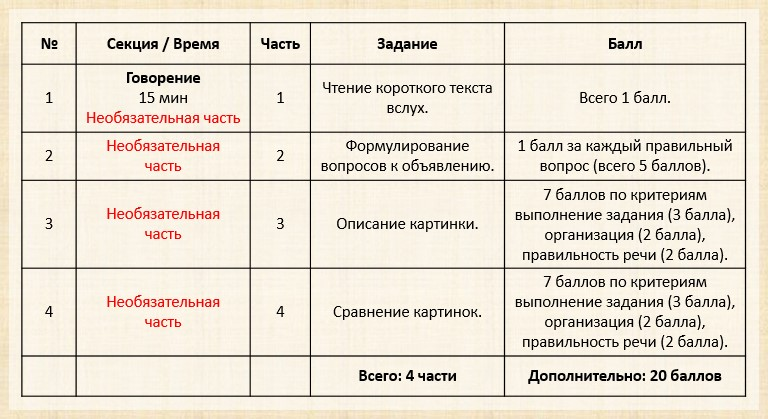 № Секция / Время Часть Задание Балл
1 Говорение
15 мин
Необязательная часть 1 Чтение короткого текста
вслух. Всего 1 балл.
2 Необязательная
часть 2 Формулирование
вопросов к объявлению. 1 балл за каждый правильный
вопрос (всего 5 баллов).
3 Необязательная
часть 3 Описание картинки. 7 баллов по критериям
выполнение задания (3 балла),
организация (2 балла),
правильность речи (2 балла).
4 Необязательная
часть 4 Сравнение картинок. 7 баллов по критериям
выполнение задания (3 балла),
организация (2 балла),
правильность речи (2 балла).
Всего: 4 части Дополнительно: 20 баллов